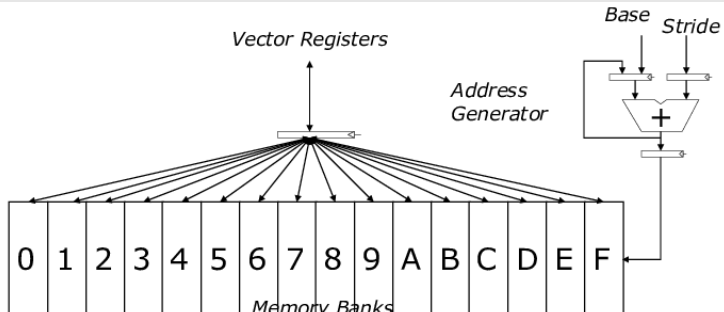 Base
Stride
Vector Registers
Address
Generator
+
0 1 2 3 4 5 6 7 8 9 A B C D E F
Memory Banks